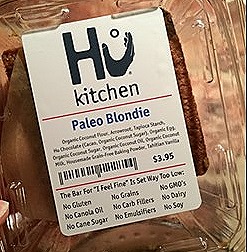 Hu
kitchen
Paleo Blondie
Organic Coconut Flour, Arrowroot, Tapioca Starch,
Hu Chocolate (Cacao, Organic Coconut Sugar), Organic Egg,
Organic Coconut Sugar, Organic Coconut Oil, Organic Coconut
Milk, Housemade Grain-Free Baking Powder, Tahitian Vanilla
$3.95
The Bar For "I Feel Fine" Is Set Way Too Low:
No Gluten No Grains No GMO's
No Canola Oil No Carb Fillers No Dairy
No Cane Sugar No Emulsifiers No Soy